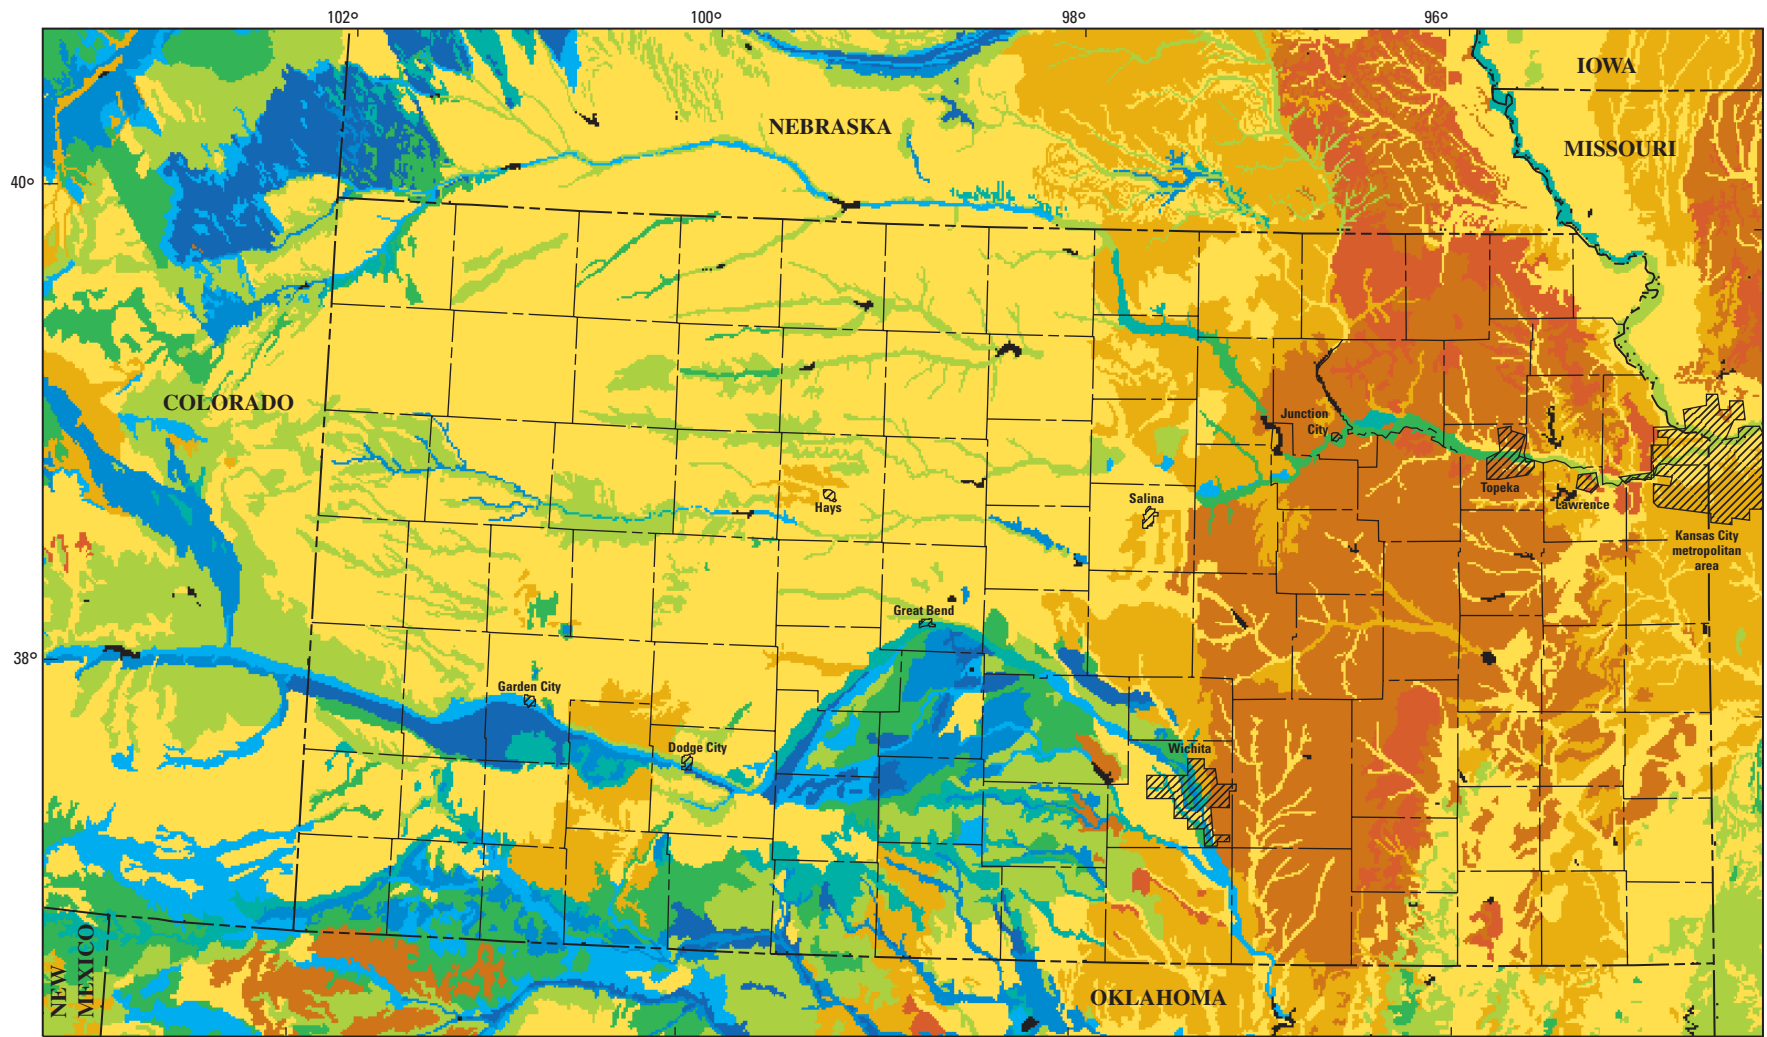 102°
100°
98°
96°
IOWA
NEBRASKA
MISSOURI
40°
COLORADO
Junction
City
Topeka
Lawrence
Salina
Hays
Kansas City
metropolitan
area
Great Bend
38°
Garden City
Dodge City
Wichita
NEW
MEXICO
OKLAHOMA